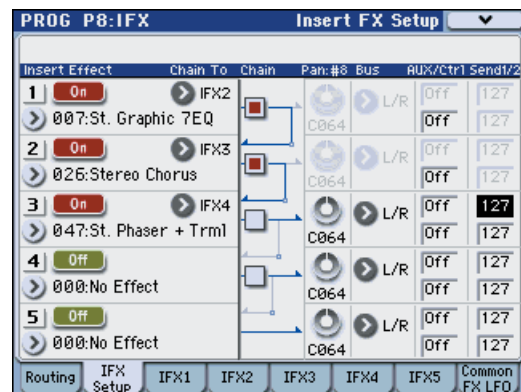 PROG P8:IFX Insert FX Setup
Insert Effect Chain To Chain Pan:#8 Bus AUX/Ctrl Send1/2
1 On IFX2 L/R Off 127
007:St. Graphic 7EQ C064 Off 127
2 On IFX3 L/R Off 127
026:Stereo Chorus C064 Off 127
3 On IFX4 L/R Off 127
047:St. Phaser + Trml C064 Off 127
4 Off L/R Off 127
000:No Effect C064 Off 127
5 Off L/R Off 127
000:No Effect C064 Off 127
Routing IFX Setup IFX1 IFX2 IFX3 IFX4 IFX5 Common FX LFO